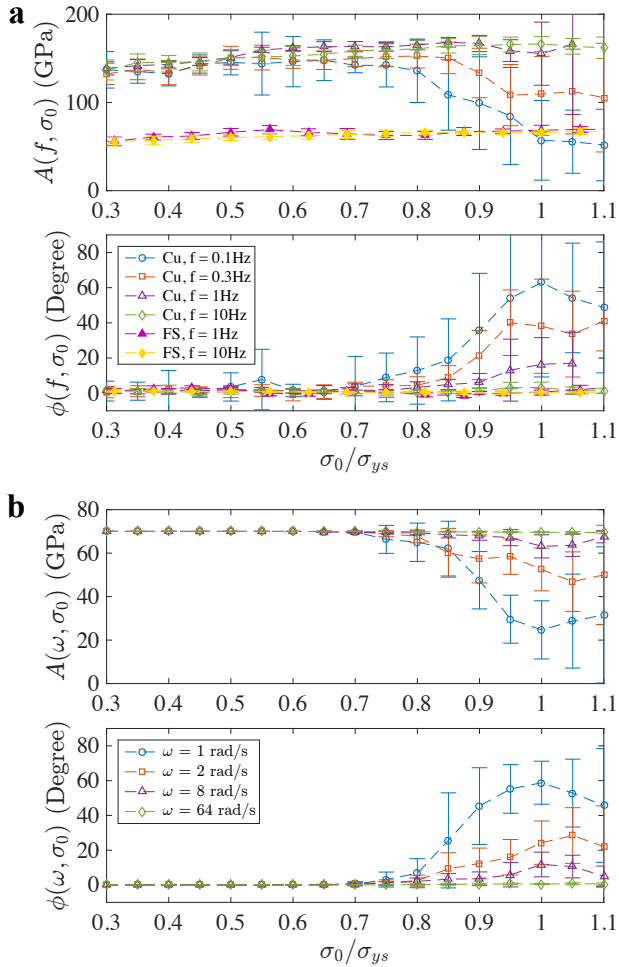 a
A(f, σ0) (GPa)
200
100
0
0.3 0.4 0.5 0.6 0.7 0.8 0.9 1 1.1
ϕ(f, σ0) (Degree)
80
60
40
20
0
Cu, f = 0.1Hz
Cu, f = 0.3Hz
Cu, f = 1Hz
Cu, f = 10Hz
FS, f = 1Hz
FS, f = 10Hz
0.3 0.4 0.5 0.6 0.7 0.8 0.9 1 1.1
σ0/σys
b
A(ω, σ0) (GPa)
80
60
40
20
0
0.3 0.4 0.5 0.6 0.7 0.8 0.9 1 1.1
ϕ(ω, σ0) (Degree)
80
60
40
20
0
ω = 1 rad/s
ω = 2 rad/s
ω = 8 rad/s
ω = 64 rad/s
0.3 0.4 0.5 0.6 0.7 0.8 0.9 1 1.1
σ0/σys